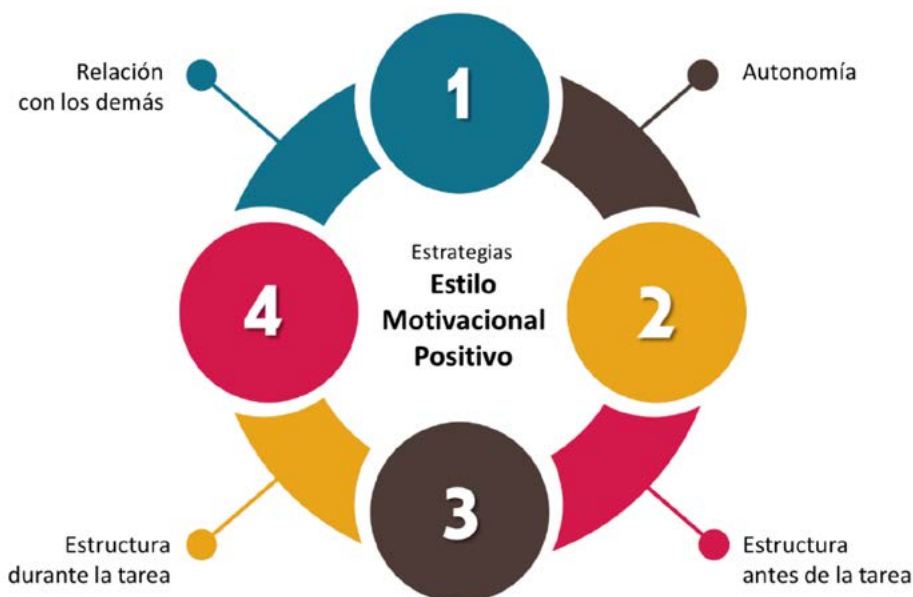 1
Relación
con los demás
Autonomía
4
Estrategias
Estilo
Motivacional
Positivo
2
3
Estructura
durante la tarea
Estructura
antes de la tarea